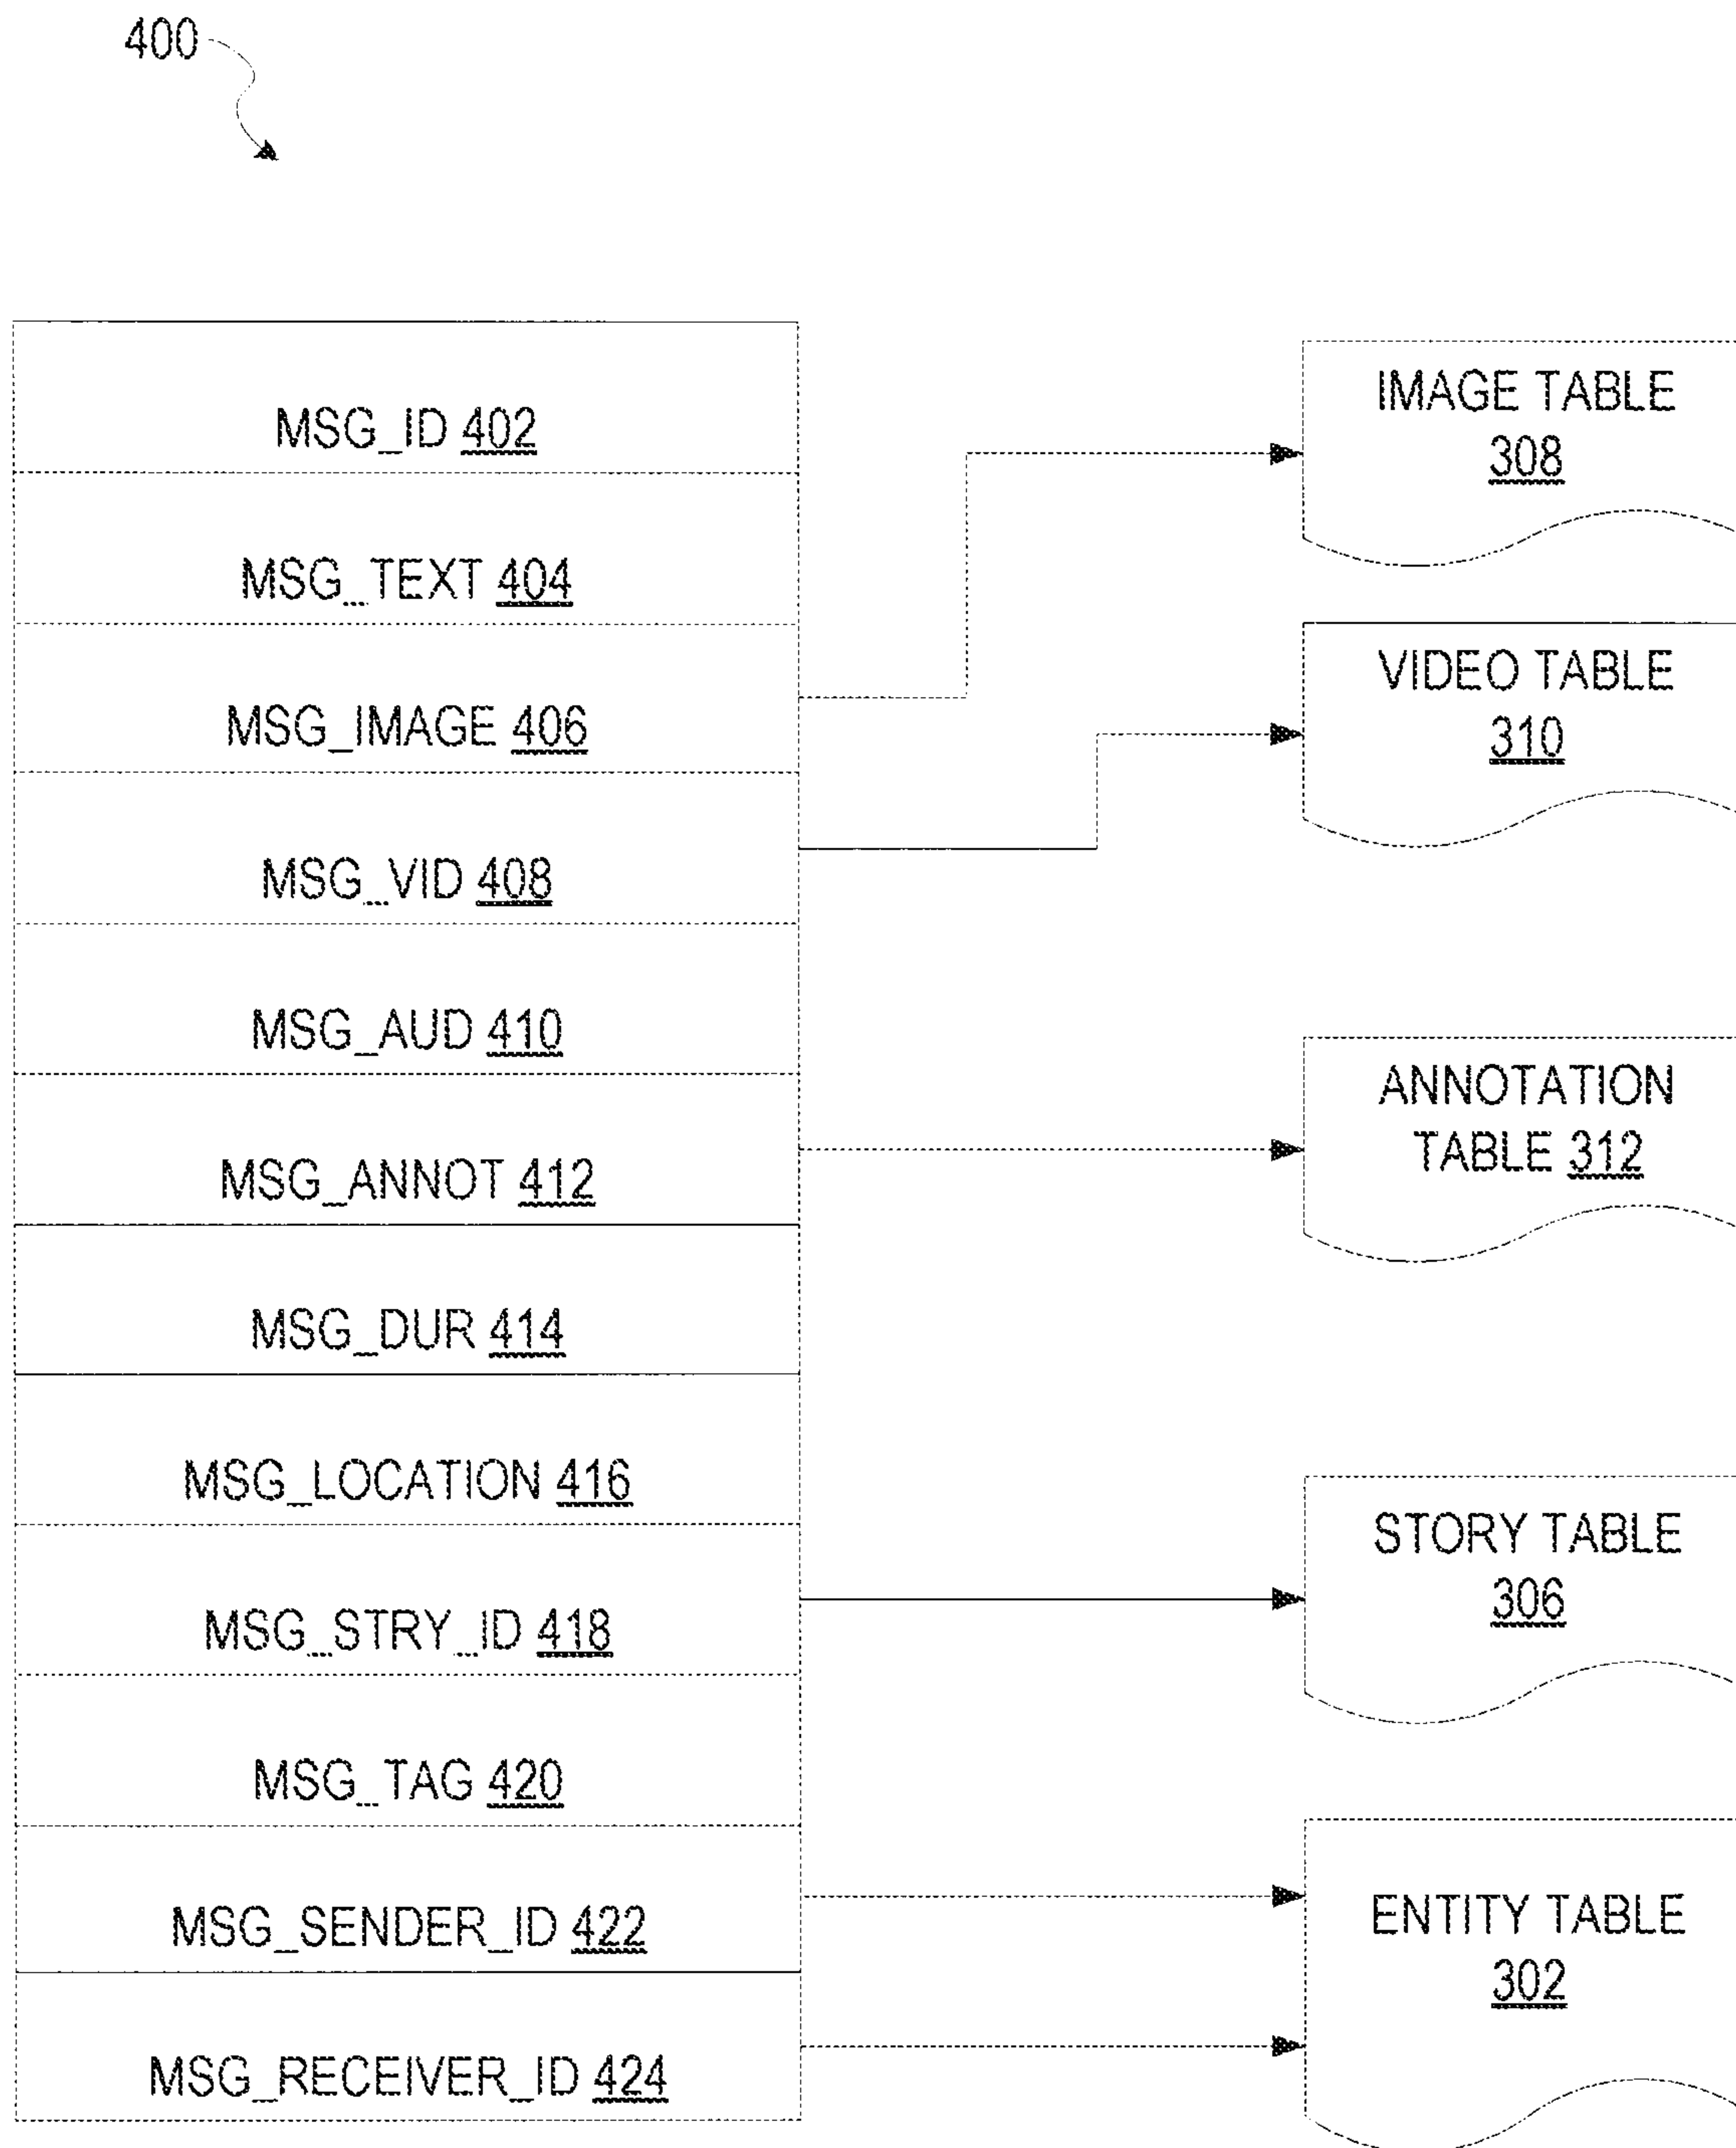 400
MSG_ID 402
MSG_TEXT 404
MSG_IMAGE 406
MSG_VID 408
MSG_AUD 410
MSG_ANNOT 412
MSG_DUR 414
MSG_LOCATION 416
MSG_STRY_ID 418
MSG_TAG 420
MSG_SENDER_ID 422
MSG_RECEIVER_ID 424
IMAGE TABLE
308
VIDEO TABLE
310
ANNOTATION
TABLE 312
STORY TABLE
306
ENTITY TABLE
302